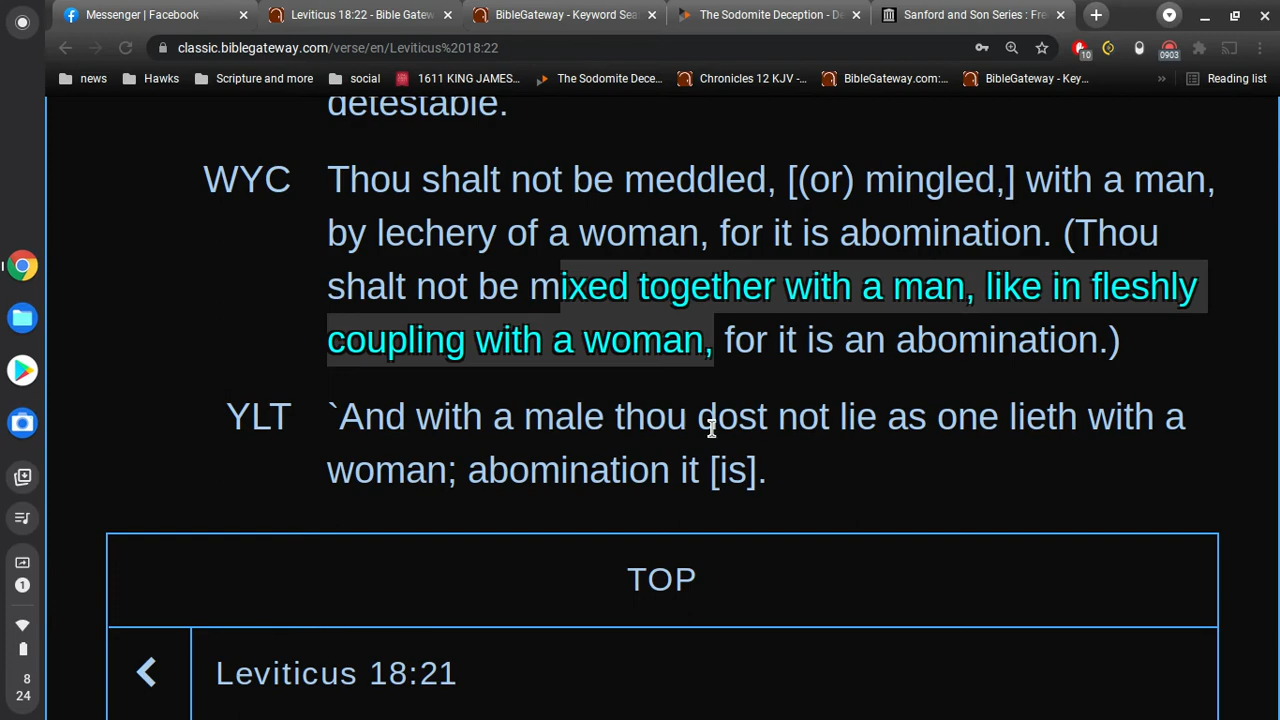 Messenger | Facebook
Leviticus 18:22 - Bible Gatew
BibleGateway - Keyword Sea
The Sodomite Deception - De
Sanford and Son Series : Fre
classic.biblegateway.com/verse/en/Leviticus%2018:22
10
0903
news
Hawks
Scripture and more
social
1611 KING JAMES...
The Sodomite Dece...
Chronicles 12 KJV -...
BibleGateway.com:...
BibleGateway - Key...
»
Reading list
detestable.
WYC Thou shalt not be meddled, [(or) mingled,] with a man,
by lechery of a woman, for it is abomination. (Thou
shalt not be mixed together with a man, like in fleshly
coupling with a woman, for it is an abomination.)
YLT `And with a male thou dost not lie as one lieth with a
woman; abomination it [is].
TOP
Leviticus 18:21
1
8
24